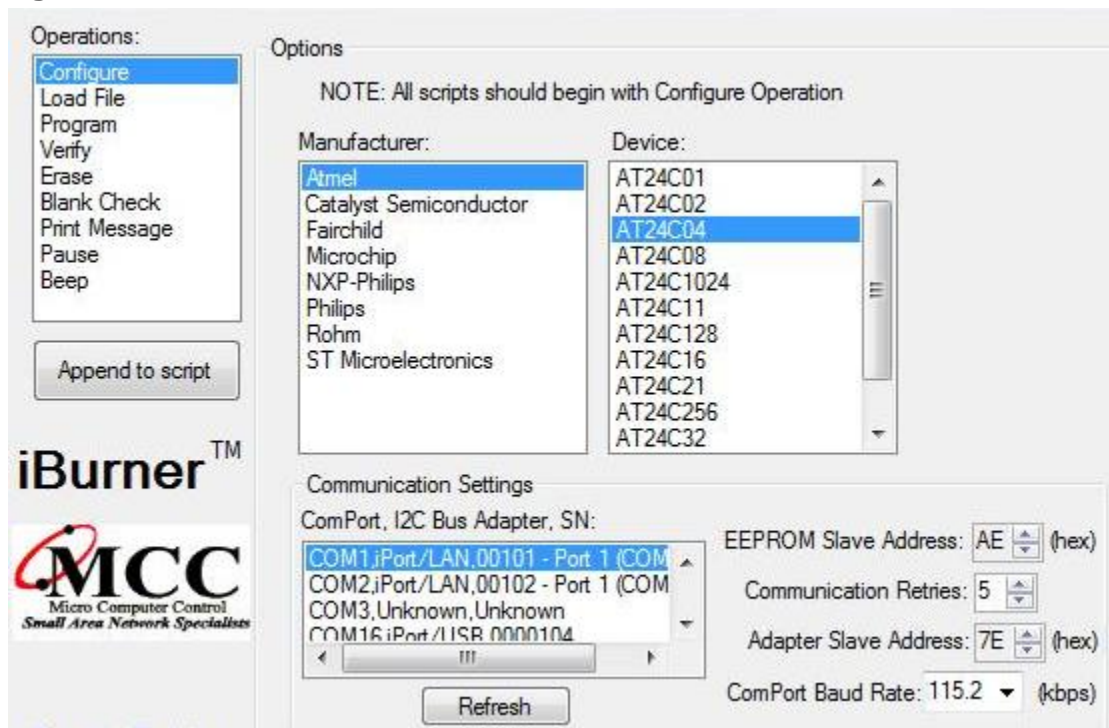 Operations:
Configure
Load File
Program
Verify
Erase
Blank Check
Print Message
Pause
Beep
Append to script
iBurner™
MCC
Micro Computer Control
Small Area Network Specialists
Options
NOTE: All scripts should begin with Configure Operation
Manufacturer:
Atmel
Catalyst Semiconductor
Fairchild
Microchip
NXP-Philips
Philips
Rohm
ST Microelectronics
Device:
AT24C01
AT24C02
AT24C04
AT24C08
AT24C1024
AT24C11
AT24C128
AT24C16
AT24C21
AT24C256
AT24C32
Communication Settings
ComPort, I2C Bus Adapter, SN:
COM1,iPort/LAN,00101 - Port 1 (COM
COM2,iPort/LAN,00102 - Port 1 (COM
COM3,Unknown,Unknown
COM16,iPort/USB,0000104
Refresh
EEPROM Slave Address: AE (hex)
Communication Retries: 5
Adapter Slave Address: 7E (hex)
ComPort Baud Rate: 115.2 (kbps)